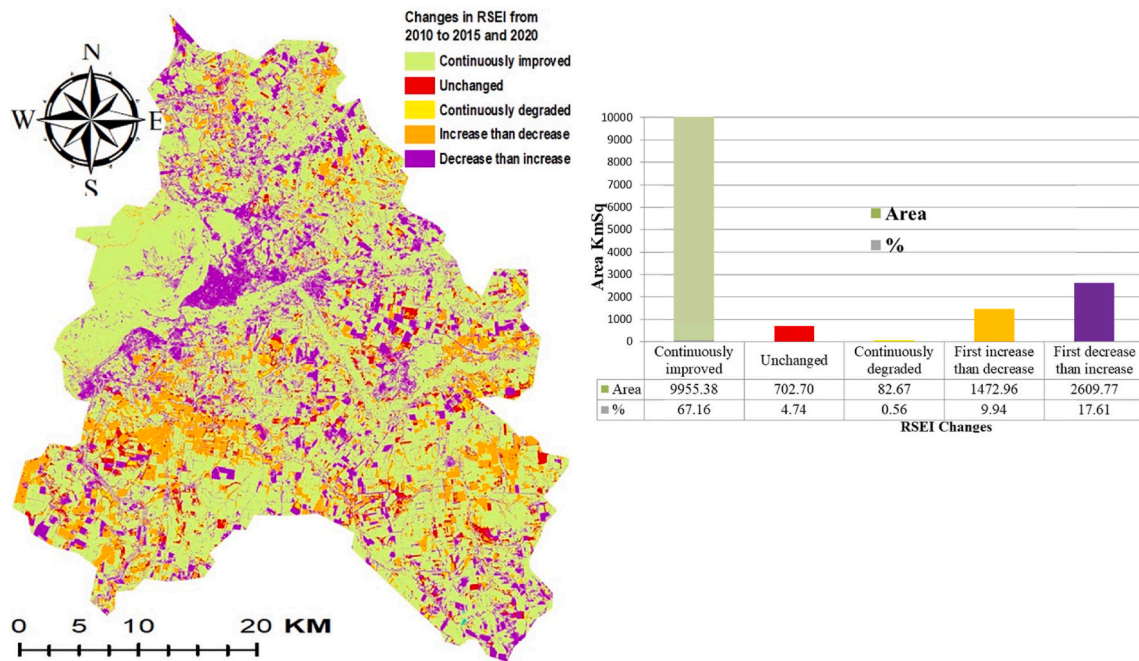 Changes in RSEI from
2010 to 2015 and 2020
Continuously improved
Unchanged
Continuously degraded
Increase than decrease
Decrease than increase
N
W E
S
0 5 10 20 KM
10000
9000
8000
7000
6000
5000
4000
3000
2000
1000
0
Area KmSq
Area
%
Continuously improved
Unchanged
Continuously degraded
First increase than decrease
First decrease than increase
Area 9955.38 702.70 82.67 1472.96 2609.77
% 67.16 4.74 0.56 9.94 17.61
RSEI Changes